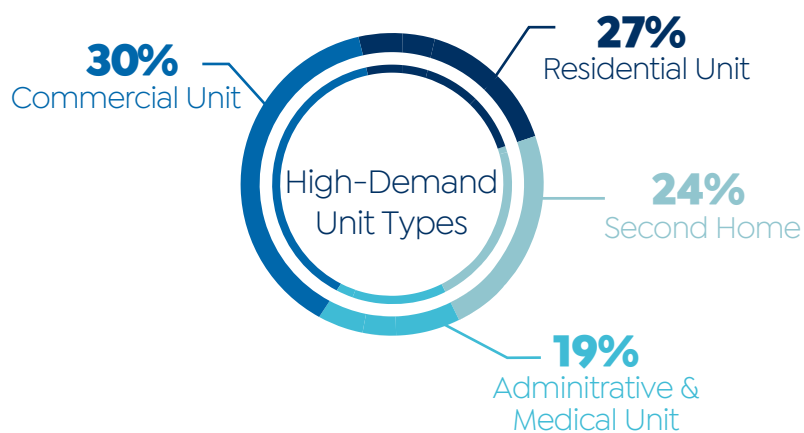 30%
Commercial Unit
27%
Residential Unit
High-Demand
Unit Types
24%
Second Home
19%
Adminitrative &
Medical Unit